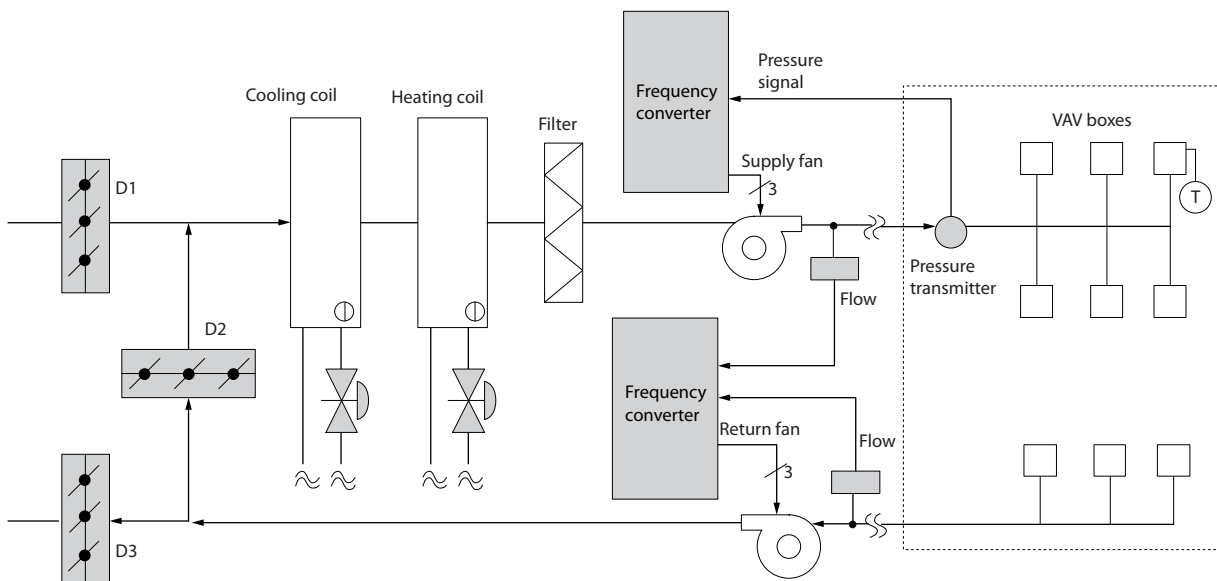 Pressure
signal
Cooling coil
Heating coil
Frequency
converter
Filter
VAV boxes
Supply fan
3
D1
T
Pressure
transmitter
Flow
D2
Frequency
converter
Return fan
Flow
3
D3